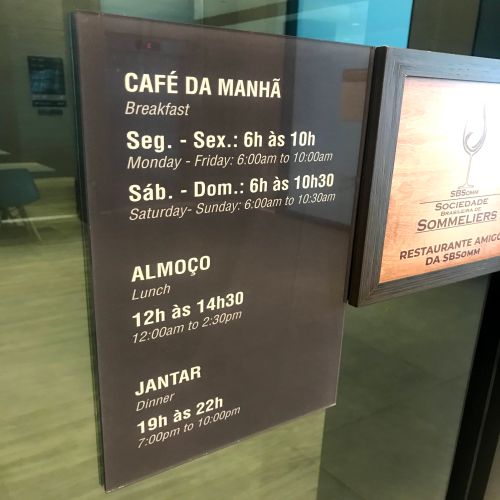 CAFÉ DA MANHÃ
Breakfast
Seg. - Sex.: 6h às 10h
Monday - Friday: 6:00am to 10:00am
Sáb. - Dom.: 6h às 10h30
Saturday- Sunday: 6:00am to 10:30am
ALMOÇO
Lunch
12h às 14h30
12:00am to 2:30pm
JANTAR
Dinner
19h às 22h
7:00pm to 10:00pm
SBSOMM
SOCIEDADE
BRASILEIRA DE
SOMMELIERS
RESTAURANTE AMIGO
DA SBSOMM